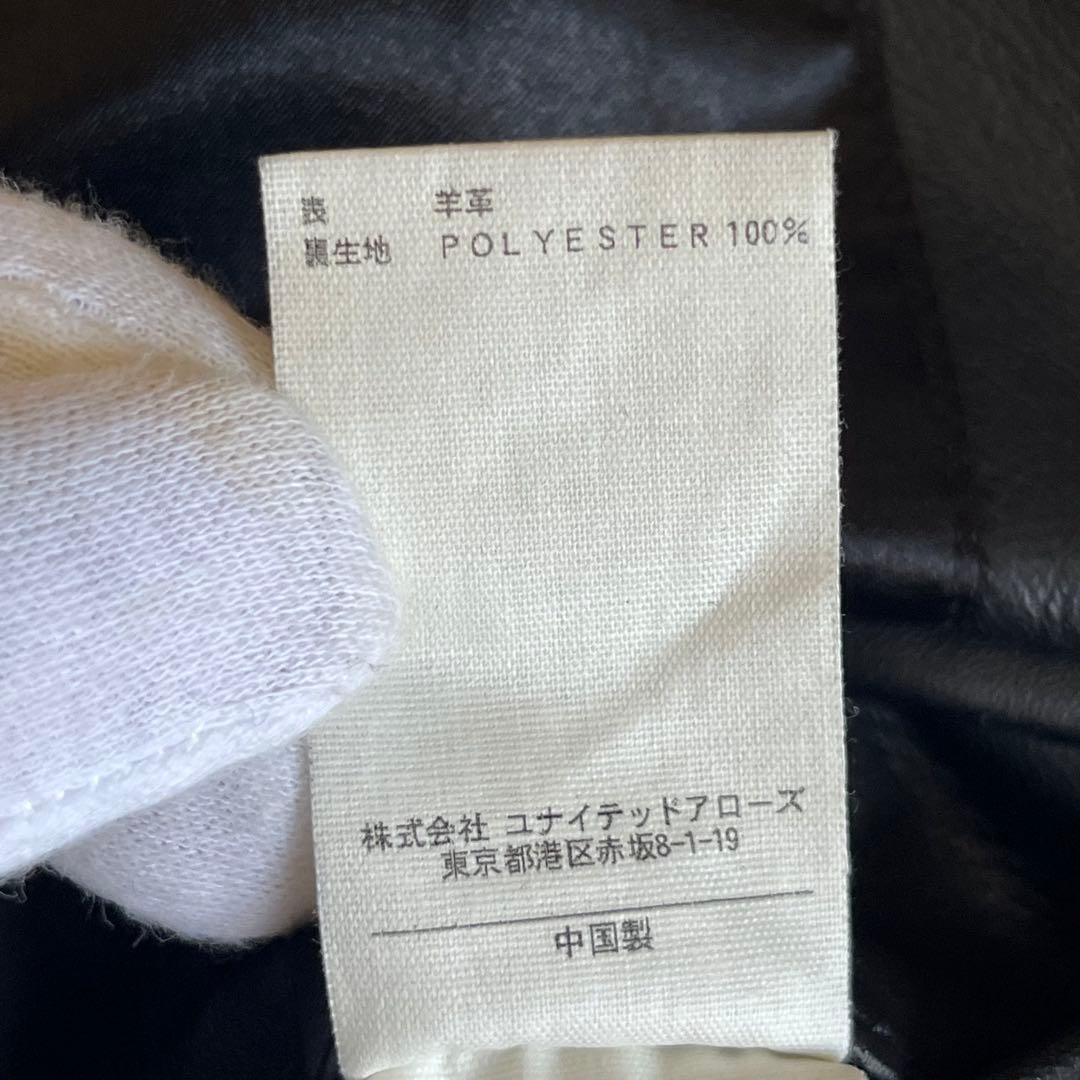 表 羊革
裏生地 POLYESTER 100%
株式会社 ユナイテッドアローズ
東京都港区赤坂8-1-19
中国製